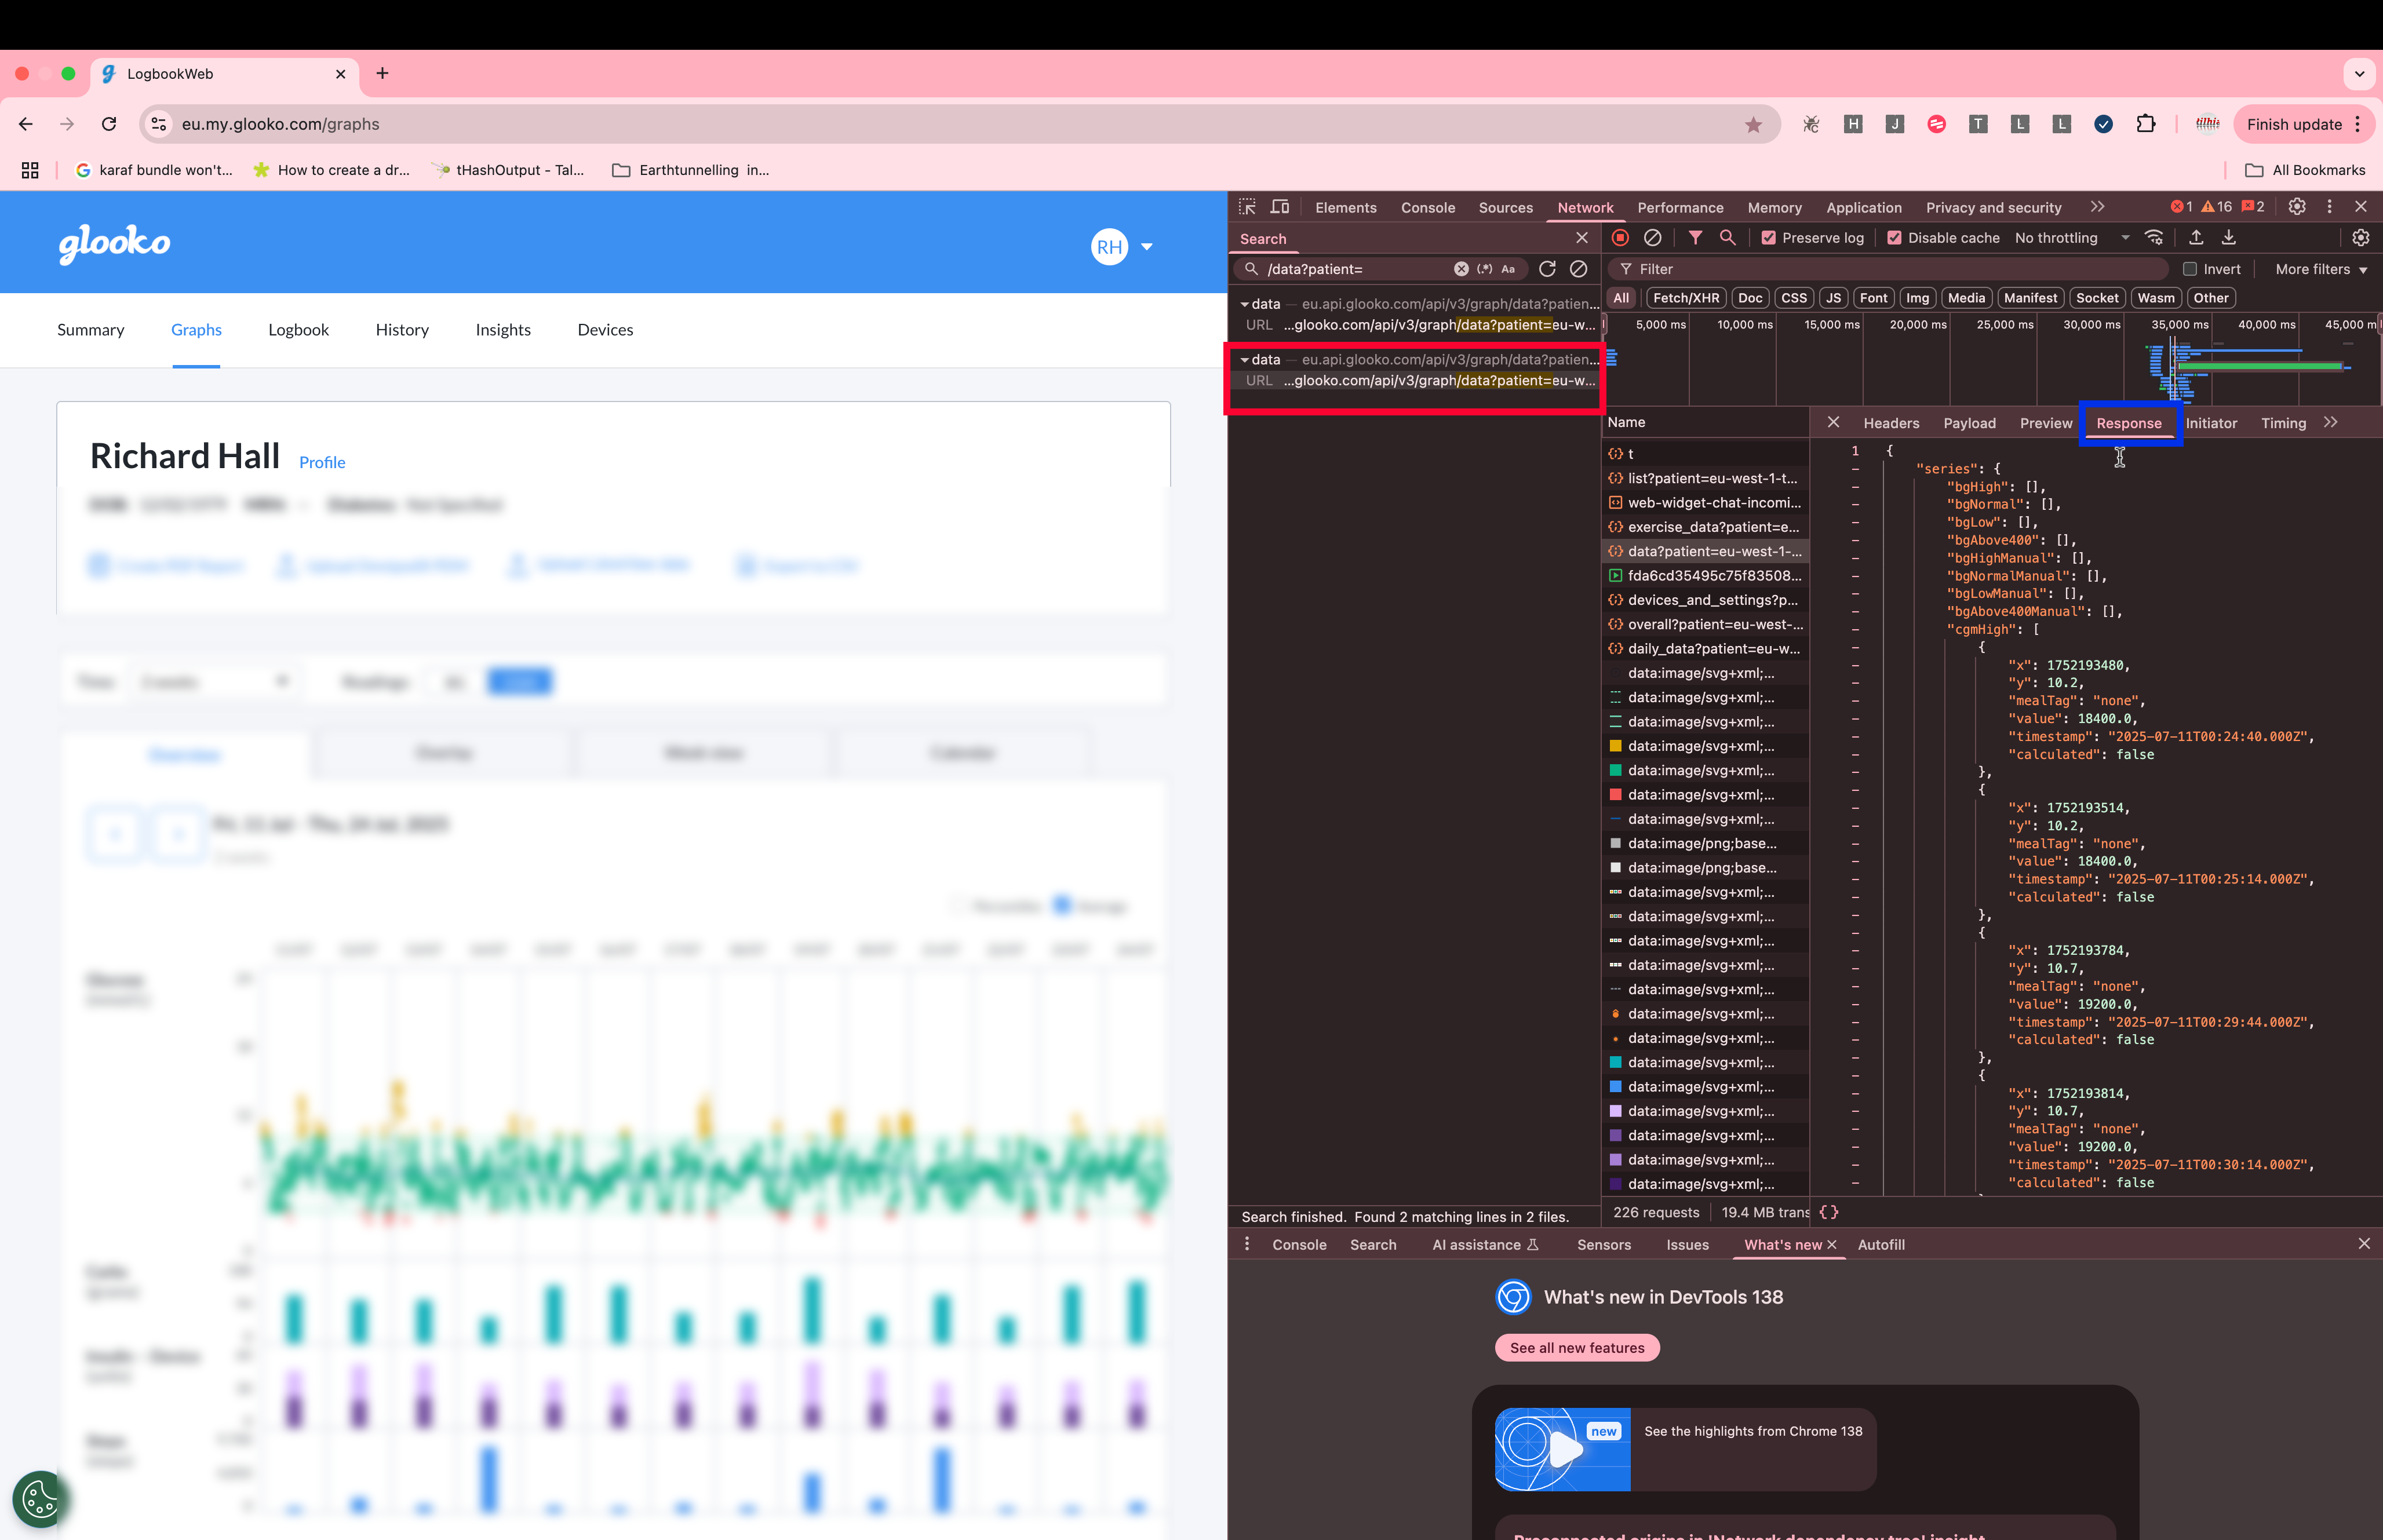 LogbookWeb
eu.my.glooko.com/graphs
H
J
T
L
L
Finish update
karaf bundle won't...
How to create a dr...
tHashOutput - Tal...
Earthtunnelling in...
All Bookmarks
glooko
RH
Summary
Graphs
Logbook
History
Insights
Devices
Richard Hall
Profile
Elements
Console
Sources
Network
Performance
Memory
Application
Privacy and security
1
16
2
Search
/data?patient=
(.*)
Aa
data — eu.api.glooko.com/api/v3/graph/data?patien...
URL ...glooko.com/api/v3/graph/data?patient=eu-w...
data — eu.api.glooko.com/api/v3/graph/data?patien...
URL ...glooko.com/api/v3/graph/data?patient=eu-w...
Search finished. Found 2 matching lines in 2 files.
Preserve log
Disable cache
No throttling
Filter
Invert
More filters
All
Fetch/XHR
Doc
CSS
JS
Font
Img
Media
Manifest
Socket
Wasm
Other
5,000 ms
10,000 ms
15,000 ms
20,000 ms
25,000 ms
30,000 ms
35,000 ms
40,000 ms
45,000 m
Name
t
list?patient=eu-west-1-t...
web-widget-chat-incomi...
exercise_data?patient=e...
data?patient=eu-west-1-...
fda6cd35495c75f83508...
devices_and_settings?p...
overall?patient=eu-west-...
daily_data?patient=eu-w...
data:image/svg+xml;...
data:image/svg+xml;...
data:image/svg+xml;...
data:image/svg+xml;...
data:image/svg+xml;...
data:image/svg+xml;...
data:image/svg+xml;...
data:image/png;base...
data:image/png;base...
data:image/svg+xml;...
data:image/svg+xml;...
data:image/svg+xml;...
data:image/svg+xml;...
data:image/svg+xml;...
data:image/svg+xml;...
data:image/svg+xml;...
data:image/svg+xml;...
data:image/svg+xml;...
data:image/svg+xml;...
data:image/svg+xml;...
data:image/svg+xml;...
data:image/svg+xml;...
226 requests
19.4 MB trans
{ }
Headers
Payload
Preview
Response
Initiator
Timing
1 {
"series": {
"bgHigh": [],
"bgNormal": [],
"bgLow": [],
"bgAbove400": [],
"bgHighManual": [],
"bgNormalManual": [],
"bgLowManual": [],
"bgAbove400Manual": [],
"cgmHigh": [
{
"x": 1752193480,
"y": 10.2,
"mealTag": "none",
"value": 18400.0,
"timestamp": "2025-07-11T00:24:40.000Z",
"calculated": false
},
{
"x": 1752193514,
"y": 10.2,
"mealTag": "none",
"value": 18400.0,
"timestamp": "2025-07-11T00:25:14.000Z",
"calculated": false
},
{
"x": 1752193784,
"y": 10.7,
"mealTag": "none",
"value": 19200.0,
"timestamp": "2025-07-11T00:29:44.000Z",
"calculated": false
},
{
"x": 1752193814,
"y": 10.7,
"mealTag": "none",
"value": 19200.0,
"timestamp": "2025-07-11T00:30:14.000Z",
"calculated": false
Console
Search
AI assistance
Sensors
Issues
What's new
Autofill
What's new in DevTools 138
See all new features
new
See the highlights from Chrome 138
Preconnected origins in 'Network dependency tree' insight